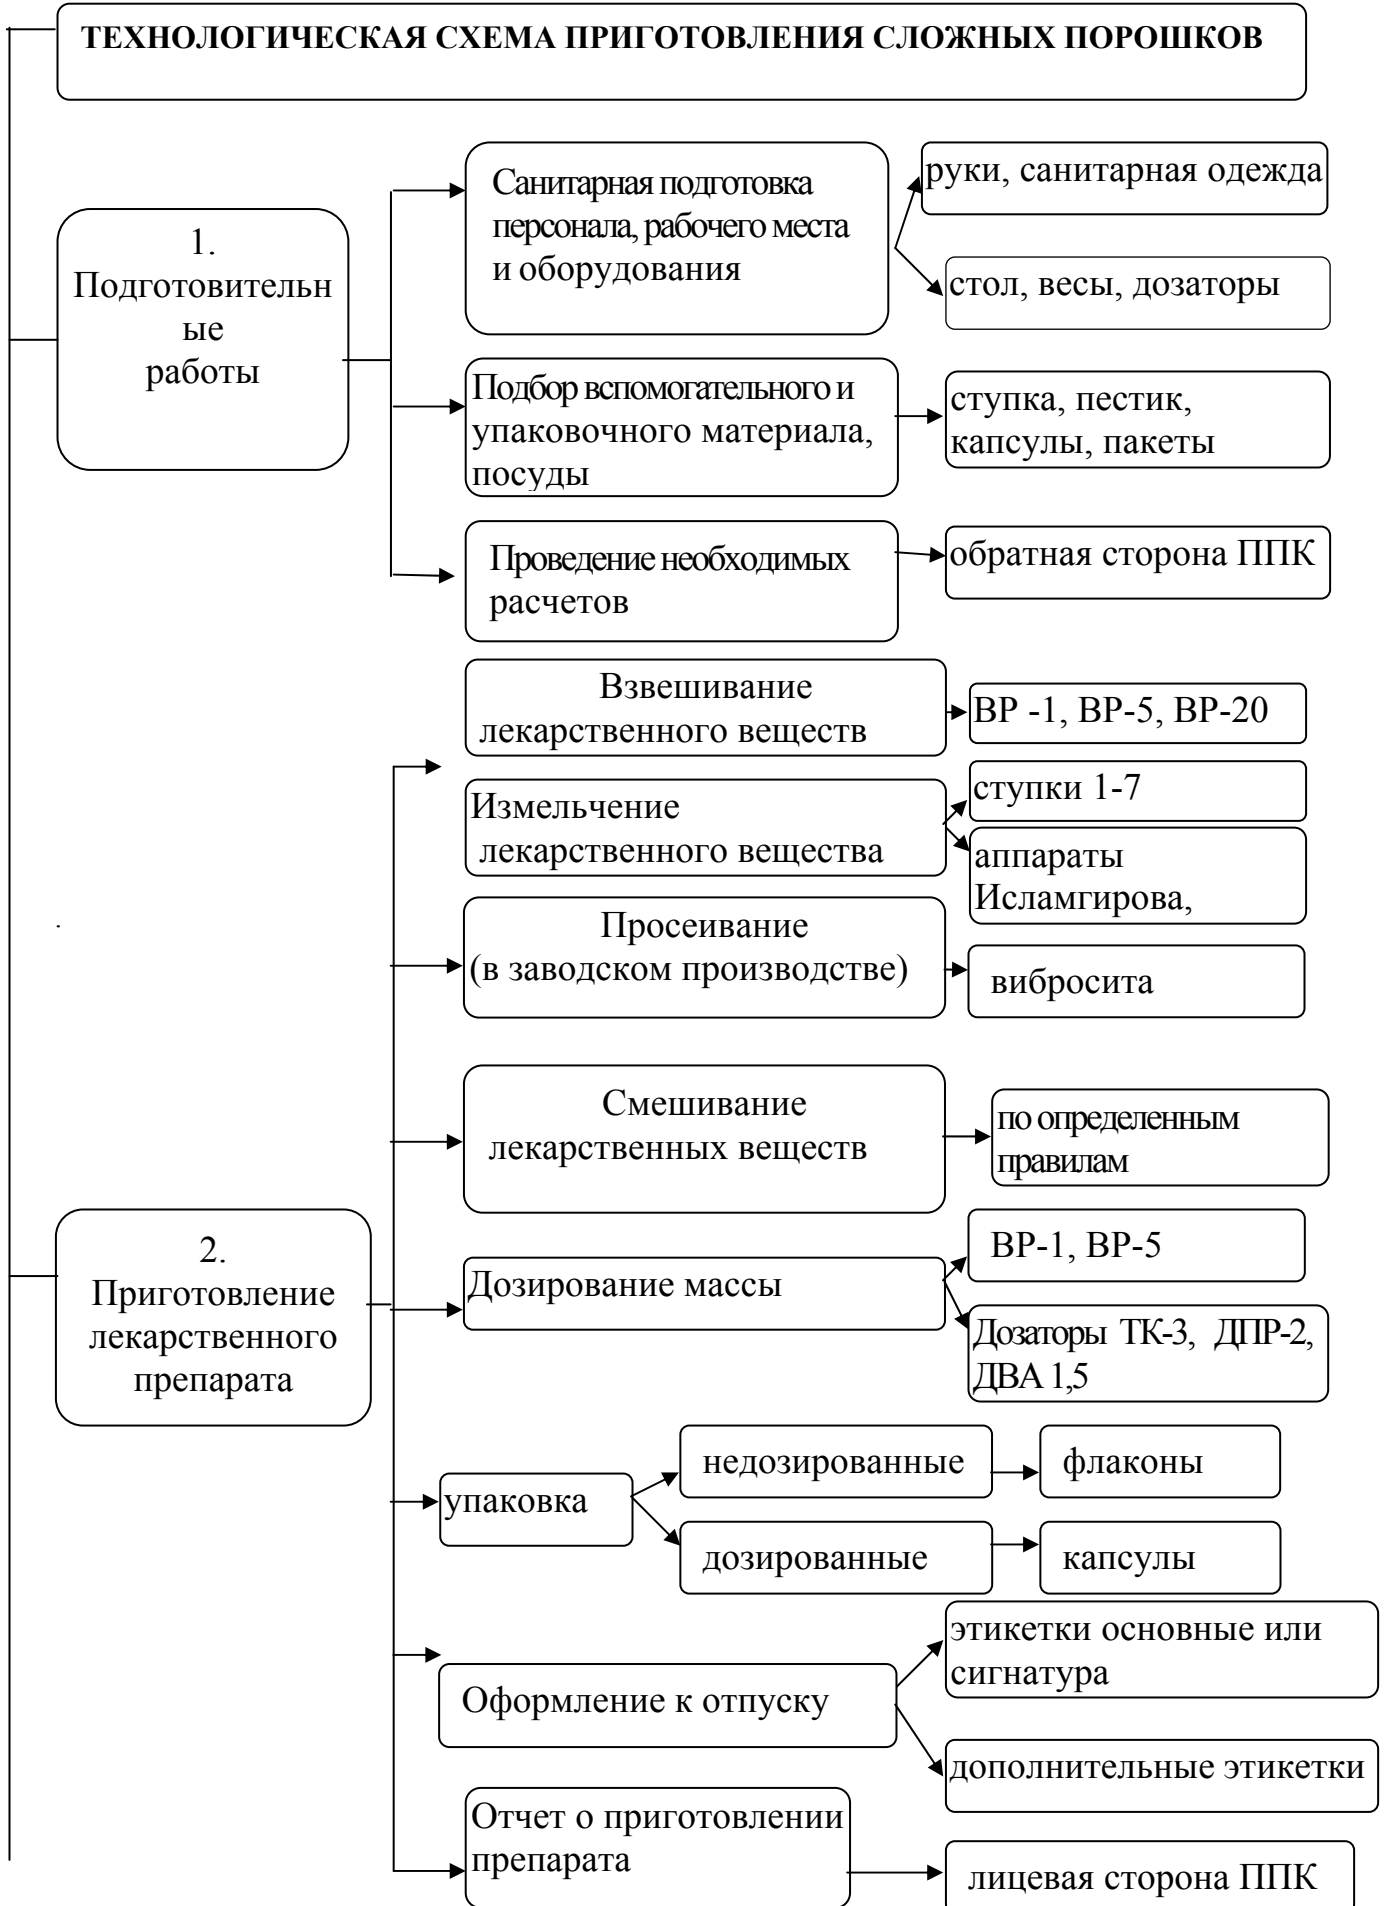 ТЕХНОЛОГИЧЕСКАЯ СХЕМА ПРИГОТОВЛЕНИЯ СЛОЖНЫХ ПОРОШКОВ
1.
Подготовительн
ые
работы
Санитарная подготовка
персонала, рабочего места
и оборудования
руки, санитарная одежда
стол, весы, дозаторы
Подбор вспомогательного и
упаковочного материала,
посуды
ступка, пестик,
капсулы, пакеты
Проведение необходимых
расчетов
обратная сторона ППК
2.
Приготовление
лекарственного
препарата
Взвешивание
лекарственного веществ
ВР -1, ВР-5, ВР-20
Измельчение
лекарственного вещества
ступки 1-7
аппараты
Исламгирова,
Просеивание
(в заводском производстве)
вибросита
Смешивание
лекарственных веществ
по определенным
правилам
Дозирование массы
ВР-1, ВР-5
Дозаторы ТК-3, ДПР-2,
ДВА 1,5
упаковка
недозированные
флаконы
дозированные
капсулы
Оформление к отпуску
этикетки основные или
сигнатура
дополнительные этикетки
Отчет о приготовлении
препарата
лицевая сторона ППК